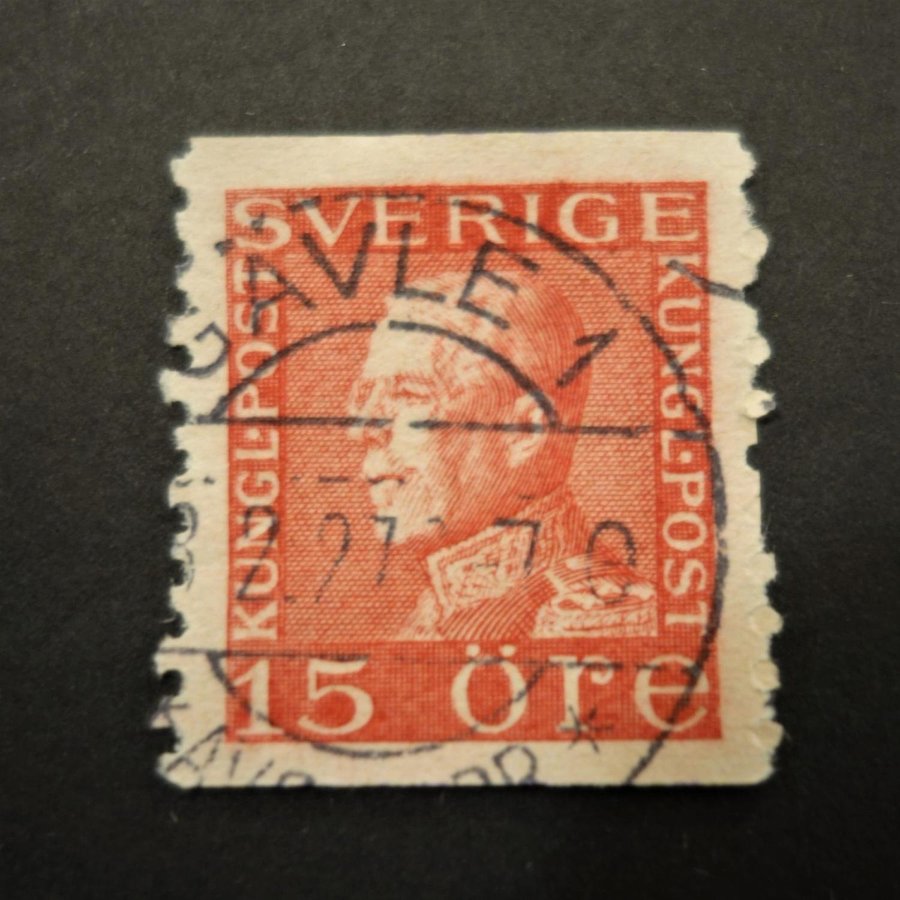 SVERIGE
KUNGL·POST
KUNGL·POST
GÄVLE 1
15 öre